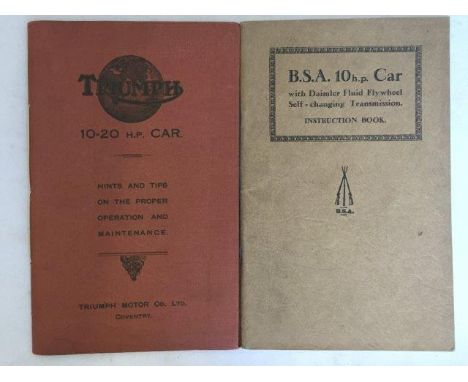 TRIUMPH
10-20 H.P. CAR.
HINTS AND TIPS
ON THE PROPER
OPERATION AND
MAINTENANCE.
TRIUMPH MOTOR CO. LTD.
COVENTRY.
B.S.A. 10 h.p. Car
with Daimler Fluid Flywheel
Self-changing Transmission.
INSTRUCTION BOOK.
B.S.A.